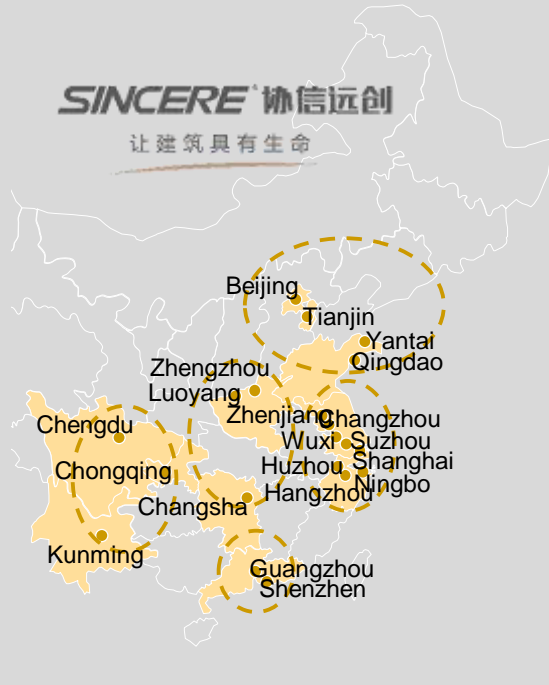 SINCERE 协信远创
让建筑具有生命
Beijing
Tianjin
Yantai
Qingdao
Zhengzhou
Luoyang
Zhenjiang
Changzhou
Chengdu
Wuxi
Suzhou
Shanghai
Chongqing
Huzhou
Ningbo
Hangzhou
Changsha
Kunming
Guangzhou
Shenzhen